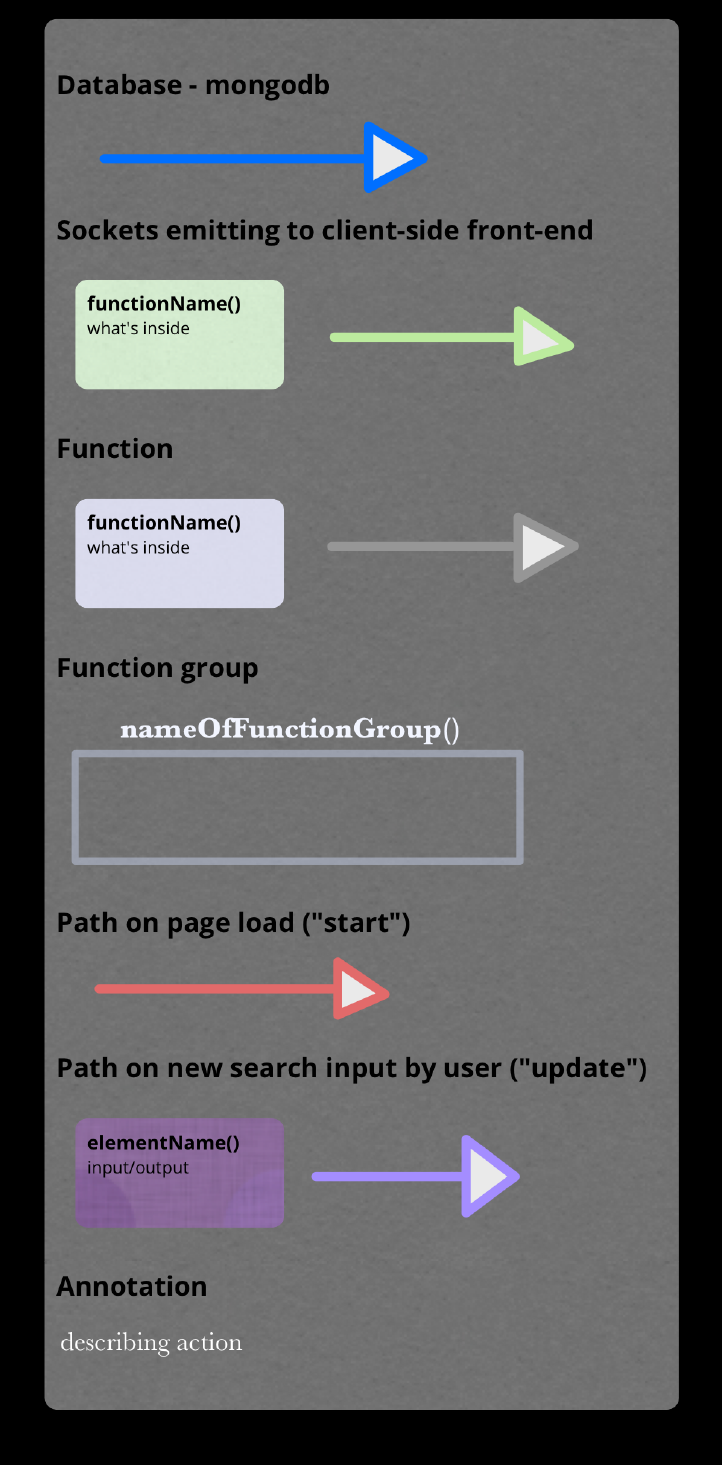 Database - mongodb
Sockets emitting to client-side front-end
functionName()
what's inside
Function
functionName()
what's inside
Function group
nameOfFunctionGroup()
Path on page load ("start")
Path on new search input by user ("update")
elementName()
input/output
Annotation
describing action